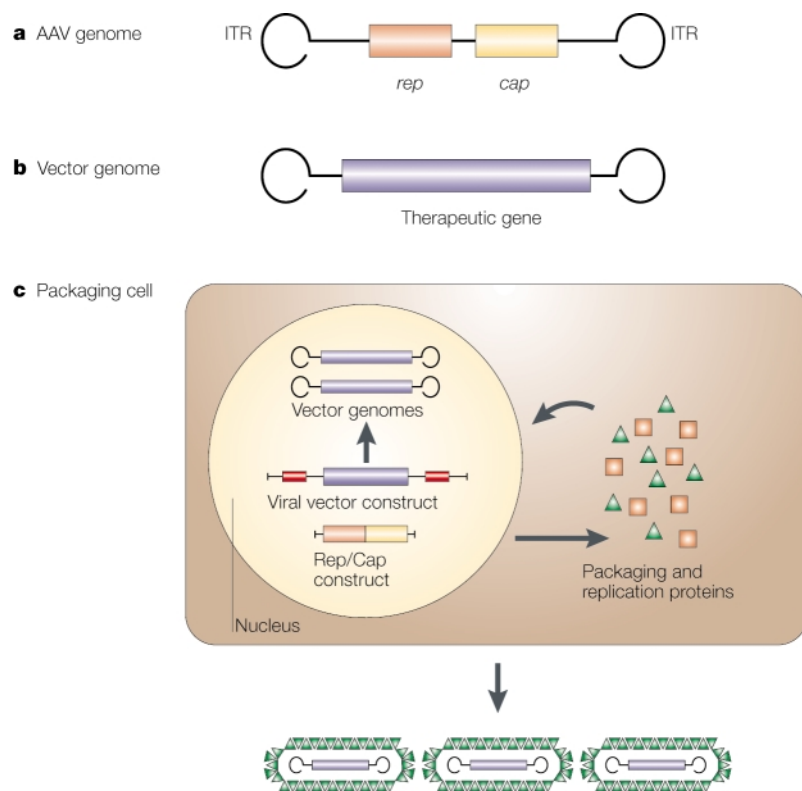 a AAV genome
ITR
ITR
rep
cap
b Vector genome
Therapeutic gene
c Packaging cell
Vector genomes
Viral vector construct
Rep/Cap
construct
Nucleus
Packaging and
replication proteins